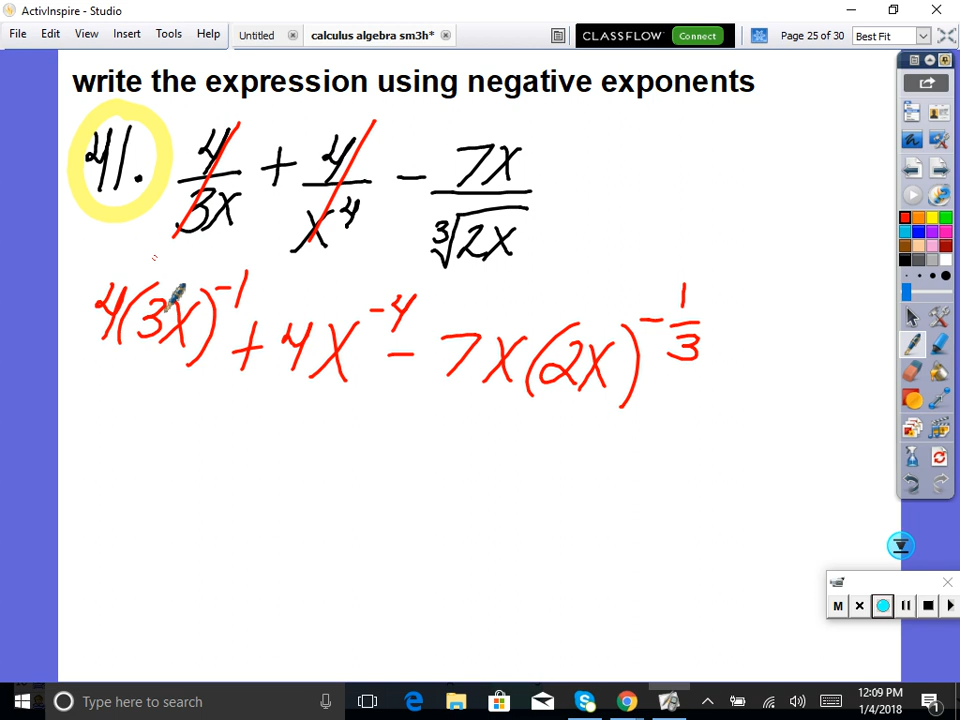 ActivInspire - Studio
File Edit View Insert Tools Help Untitled calculus algebra sm3h* CLASSFLOW Connect Page 25 of 30 Best Fit
write the expression using negative exponents
41. 4/3x + 4/x⁴ - 7x/∛2x
4(3x)⁻¹ + 4x⁻⁴ - 7x(2x)^-1/3
M
Type here to search
12:09 PM
1/4/2018
1